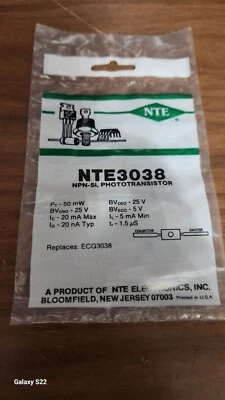 NTE
NTE3038
NPN-Si, PHOTOTRANSISTOR
PT - 50 mW BVCEO - 25 V
BVCBO - 25 V BVECO - 5 V
IC - 20 mA Max IL - 5 mA Min
ID - 20 nA Typ tr - 1.5 µS
COLLECTOR EMITTER
Replaces: ECG3038
A PRODUCT OF NTE ELECTRONICS, INC.
BLOOMFIELD, NEW JERSEY 07003 Printed in U.S.A.
Galaxy S22